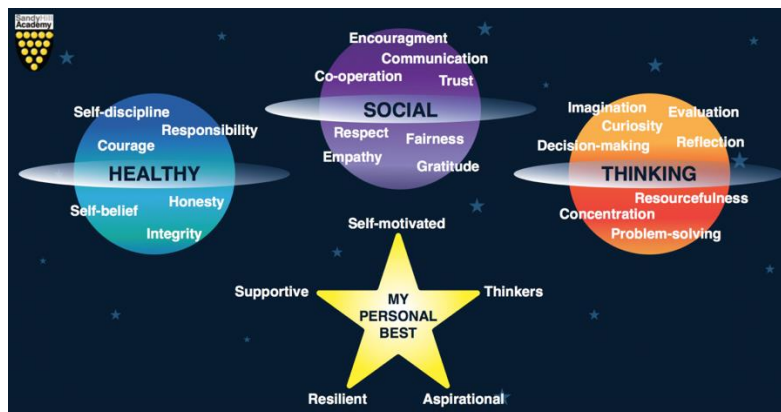 Sandy Hill
Academy
Self-discipline
Responsibility
Courage
HEALTHY
Self-belief
Honesty
Integrity
Encouragment
Communication
Co-operation
Trust
SOCIAL
Respect
Fairness
Empathy
Gratitude
Imagination
Evaluation
Curiosity
Decision-making
Reflection
THINKING
Resourcefulness
Concentration
Problem-solving
Self-motivated
Supportive
Thinkers
MY
PERSONAL
BEST
Resilient
Aspirational